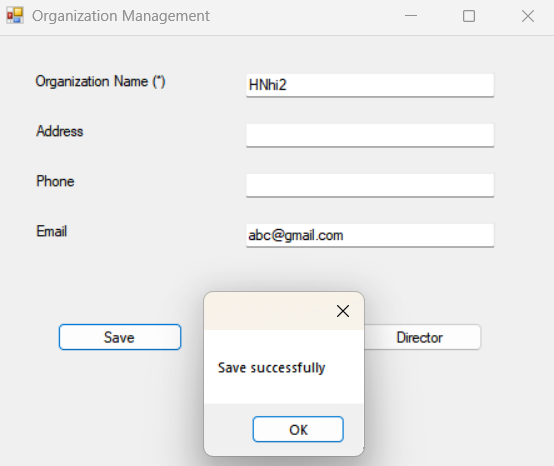 Organization Management
Organization Name (*)
HNhi2
Address
Phone
Email
abc@gmail.com
Save
Director
Save successfully
OK